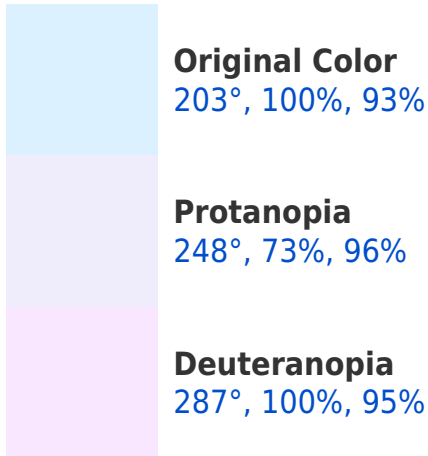 Original Color
203°, 100%, 93%
Protanopia
248°, 73%, 96%
Deuteranopia
287°, 100%, 95%